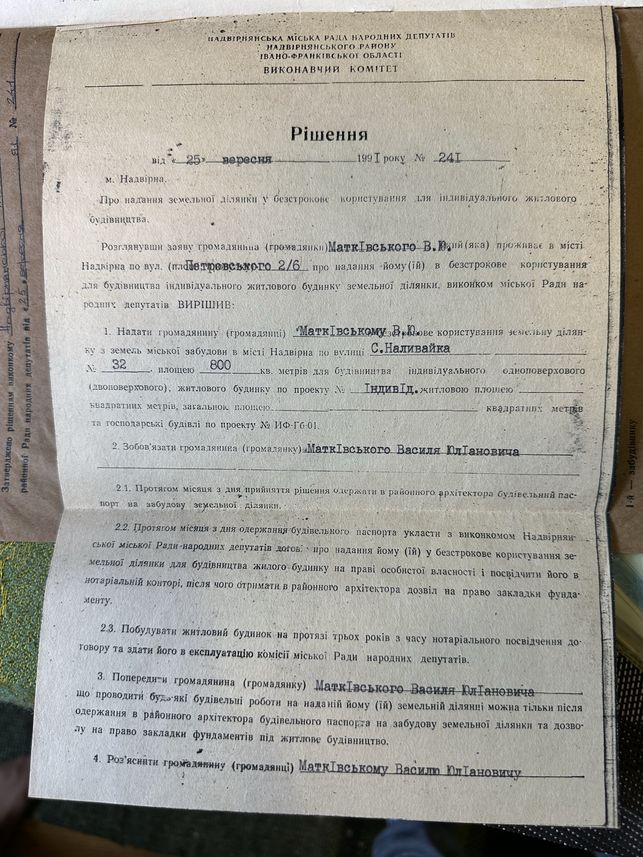 НАДВІРНЯНСЬКА МІСЬКА РАДА НАРОДНИХ ДЕПУТАТІВ
НАДВІРНЯНСЬКОГО РАЙОНУ
ІВАНО-ФРАНКІВСЬКОЇ ОБЛАСТІ
ВИКОНАВЧИЙ КОМІТЕТ
Рішення
від «25» вересня 1991 року № 241
м. Надвірна.
Про надання земельної ділянки у безстрокове користування для індивідуального житлового
будівництва.
Розглянувши заяву громадянина (громадянки) Матківського В.Ю. який(яка) проживає в місті
Надвірна по вул. (площ Петровського 2/6 про надання йому (їй) в безстрокове користування
для будівництва індивідуального житлового будинку земельної ділянки, виконком міської Ради на-
родних депутатів ВИРІШИВ:
1. Надати громадянину (громадянці) Матківському В.Ю. безстрокове користування земельну ділян-
ку з земель міської забудови в місті Надвірна по вулиці С.Наливайка
№ 32, площею 800 кв. метрів для будівництва індивідуального одноповерхового
(двоповерхового), житлового будинку по проекту № Індивід. житловою площею
квадратних метрів, загальною площею квадратних метрів
та господарські будівлі по проекту № ИФ-Гб-01.
2. Зобов'язати громадянина (громадянку) Матківського Василя Юліановича
2.1. Протягом місяця з дня прийняття рішення одержати в районного архітектора будівельний пас-
порт на забудову земельної ділянки.
2.2. Протягом місяця з дня одержання будівельного паспорта укласти з виконкомом Надвірнян-
ської міської Ради народних депутатів догов про надання йому (їй) у безстрокове користування зе-
мельної ділянки для будівництва жилого будинку на праві особистої власності і посвідчити його в
нотаріальній конторі, після чого отримати в районного архітектора дозвіл на право закладки фунда-
менту.
2.3. Побудувати житловий будинок на протязі трьох років з часу нотаріального посвідчення до-
говору та здати його в експлуатацію комісії міської Ради народних депутатів.
3. Попередити громадянина (громадянку) Матківського Василя Юліановича
що проводити будь-які будівельні роботи на наданій йому (їй) земельній ділянці можна тільки після
одержання в районного архітектора будівельного паспорта на забудову земельної ділянки та дозво-
лу на право закладки фундаментів під житлове будівництво.
4. Роз'яснити громадянину (громадянці) Матківському Василю Юліановичу
Затверджено рішенням виконкому
районної Ради народних депутатів від «25» вересня 91 № 241
1-й — забудівнику